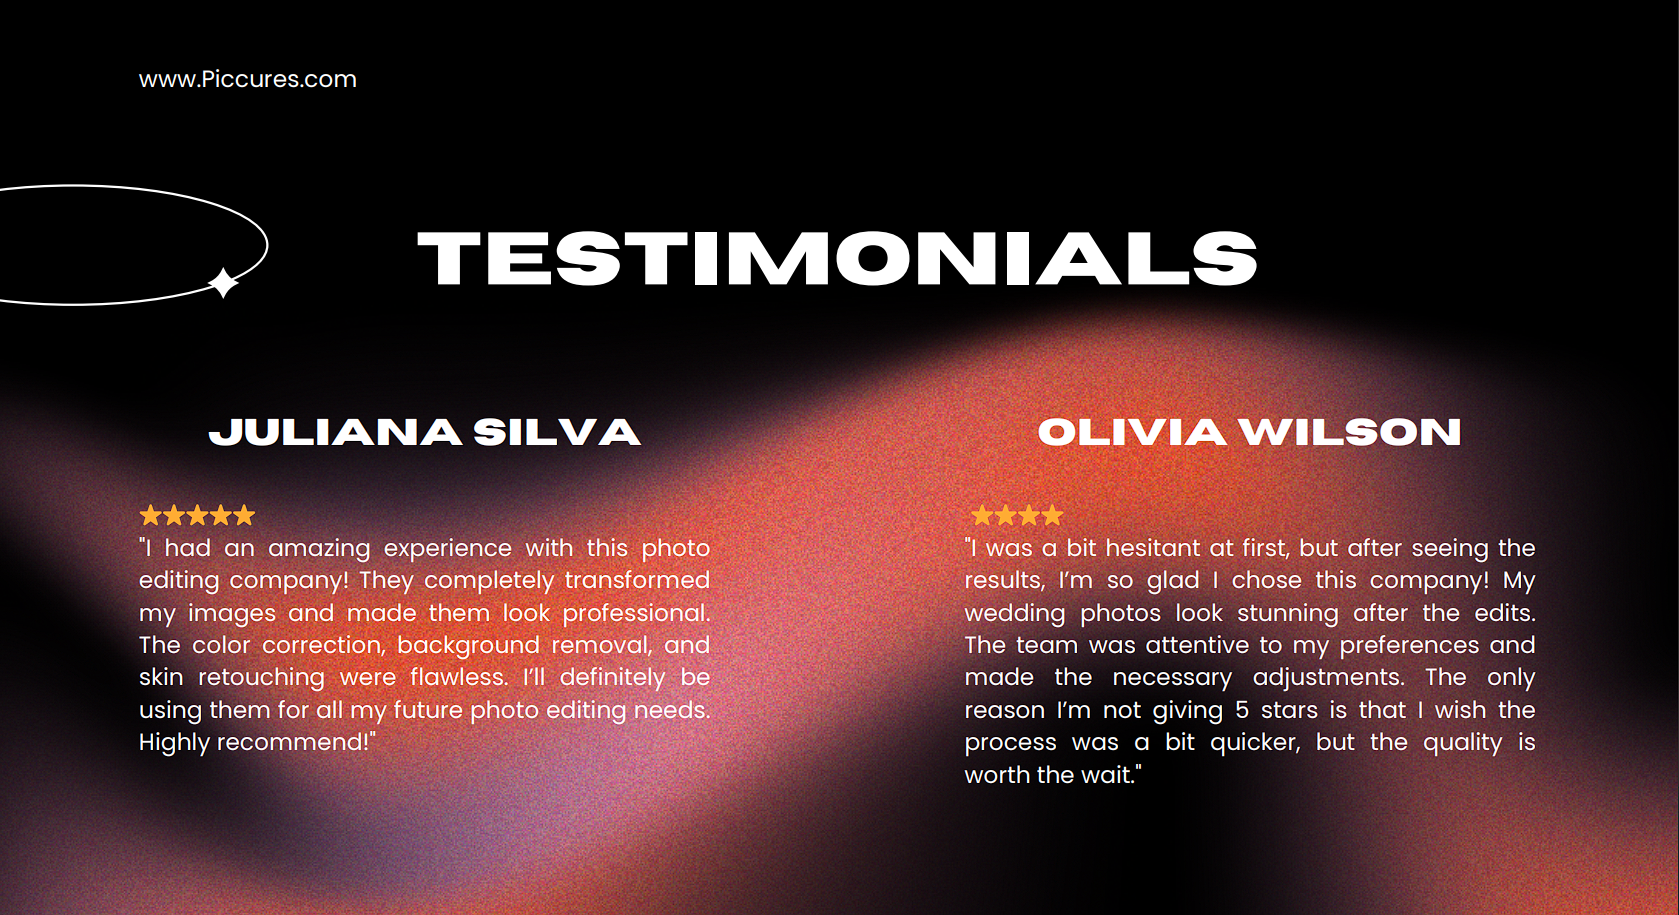 www.Piccures.com
TESTIMONIALS
JULIANA SILVA
★★★★★
"I had an amazing experience with this photo
editing company! They completely transformed
my images and made them look professional.
The color correction, background removal, and
skin retouching were flawless. I'll definitely be
using them for all my future photo editing needs.
Highly recommend!"
OLIVIA WILSON
★★★★
"I was a bit hesitant at first, but after seeing the
results, I'm so glad I chose this company! My
wedding photos look stunning after the edits.
The team was attentive to my preferences and
made the necessary adjustments. The only
reason I'm not giving 5 stars is that I wish the
process was a bit quicker, but the quality is
worth the wait."